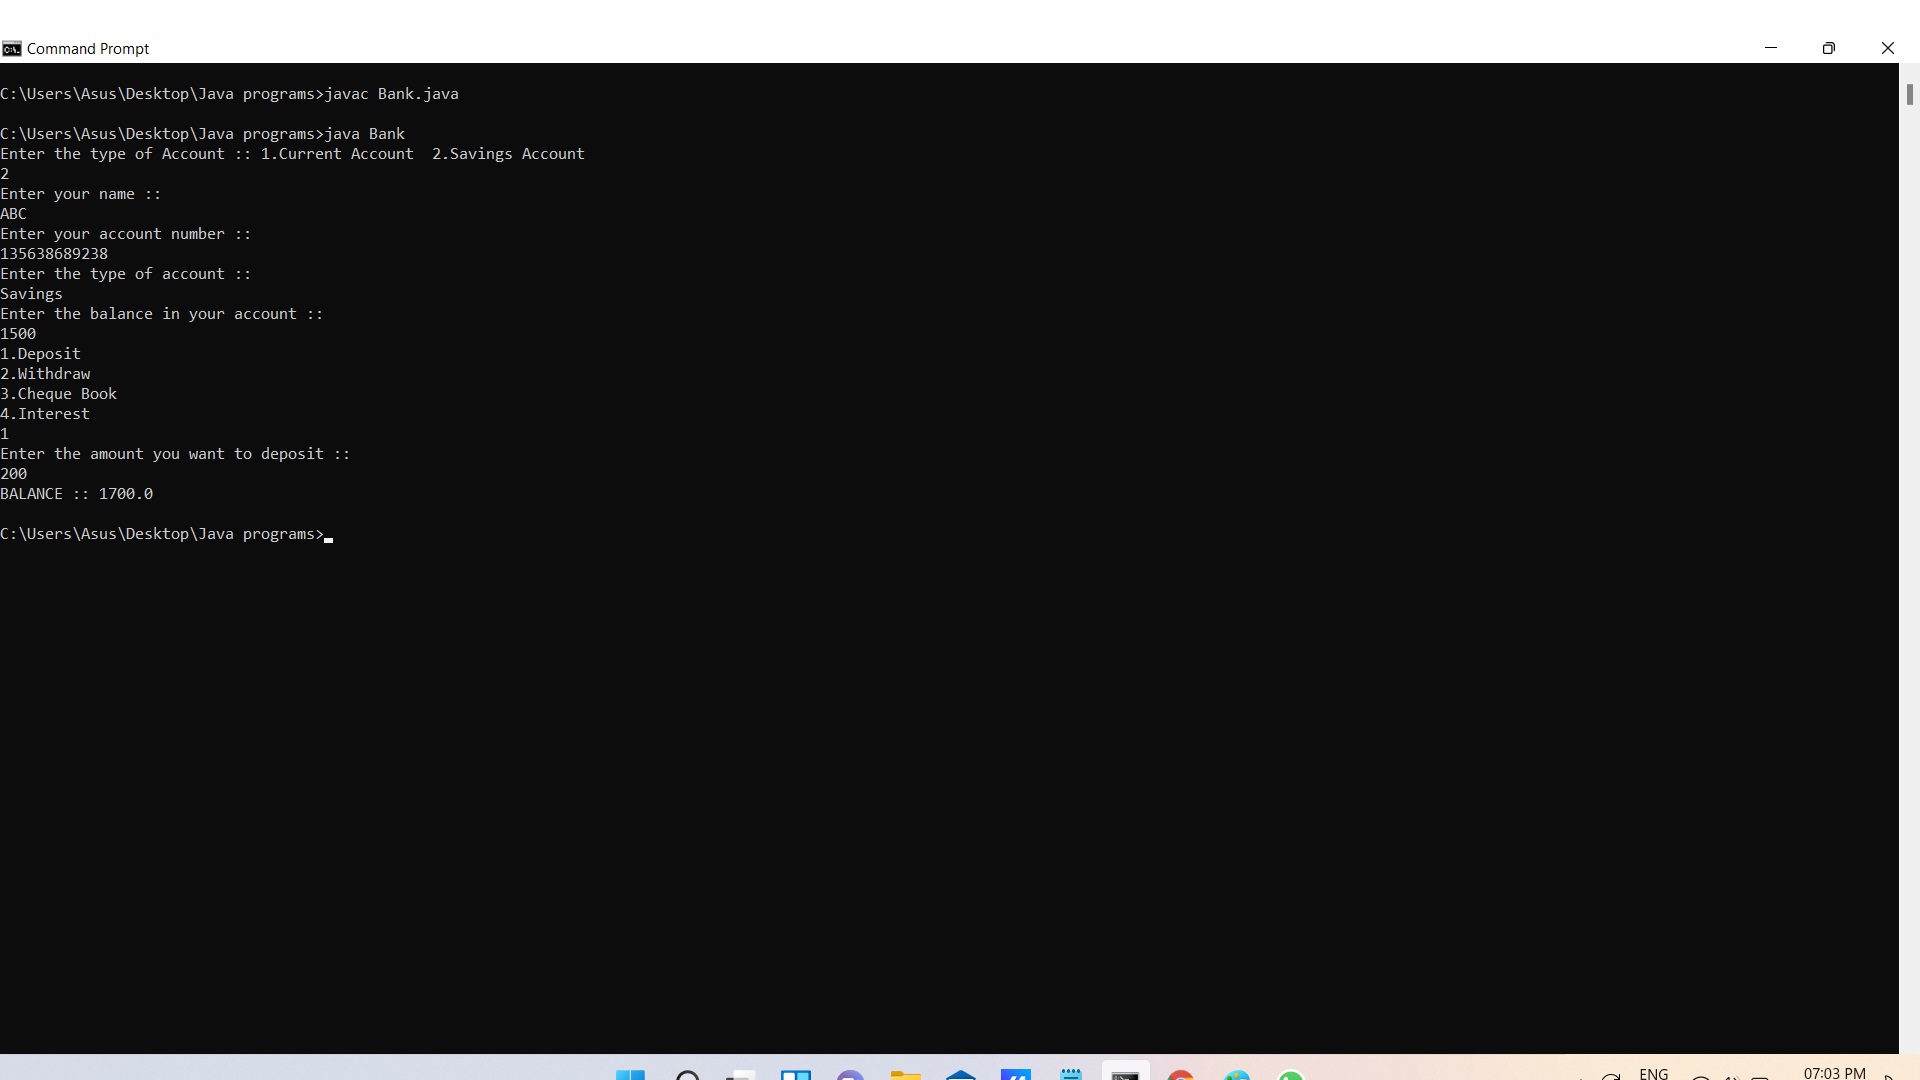 Command Prompt
C:\Users\Asus\Desktop\Java programs>javac Bank.java
C:\Users\Asus\Desktop\Java programs>java Bank
Enter the type of Account :: 1.Current Account  2.Savings Account
2
Enter your name ::
ABC
Enter your account number ::
135638689238
Enter the type of account ::
Savings
Enter the balance in your account ::
1500
1.Deposit
2.Withdraw
3.Cheque Book
4.Interest
1
Enter the amount you want to deposit ::
200
BALANCE :: 1700.0
C:\Users\Asus\Desktop\Java programs>
ENG
07:03 PM